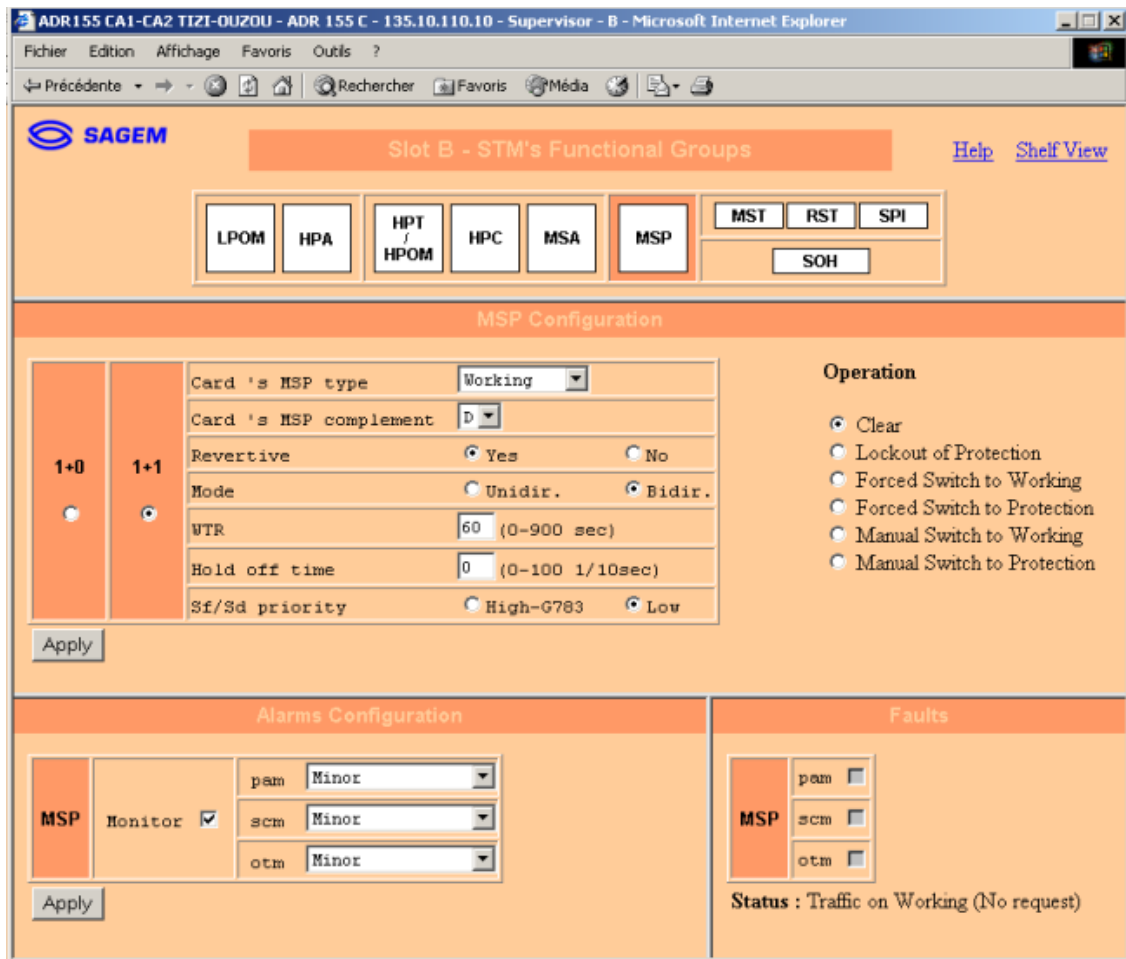 ADR155 CA1-CA2 TIZI-OUZOU - ADR 155 C - 135.10.110.10 - Supervisor - B - Microsoft Internet Explorer
Fichier Edition Affichage Favoris Outils ?
Précédente Rechercher Favoris Média
SAGEM
Slot B - STM's Functional Groups
Help Shelf View
LPOM HPA HPT / HPOM HPC MSA MSP MST RST SPI
SOH
MSP Configuration
1+0 1+1
Card 's MSP type Working
Card 's MSP complement D
Revertive Yes No
Mode Unidir. Bidir.
WTR 60 (0-900 sec)
Hold off time 0 (0-100 1/10sec)
Sf/Sd priority High-G783 Low
Apply
Operation
Clear
Lockout of Protection
Forced Switch to Working
Forced Switch to Protection
Manual Switch to Working
Manual Switch to Protection
Alarms Configuration
MSP Monitor
pam Minor
scm Minor
otm Minor
Apply
Faults
MSP
pam
scm
otm
Status : Traffic on Working (No request)